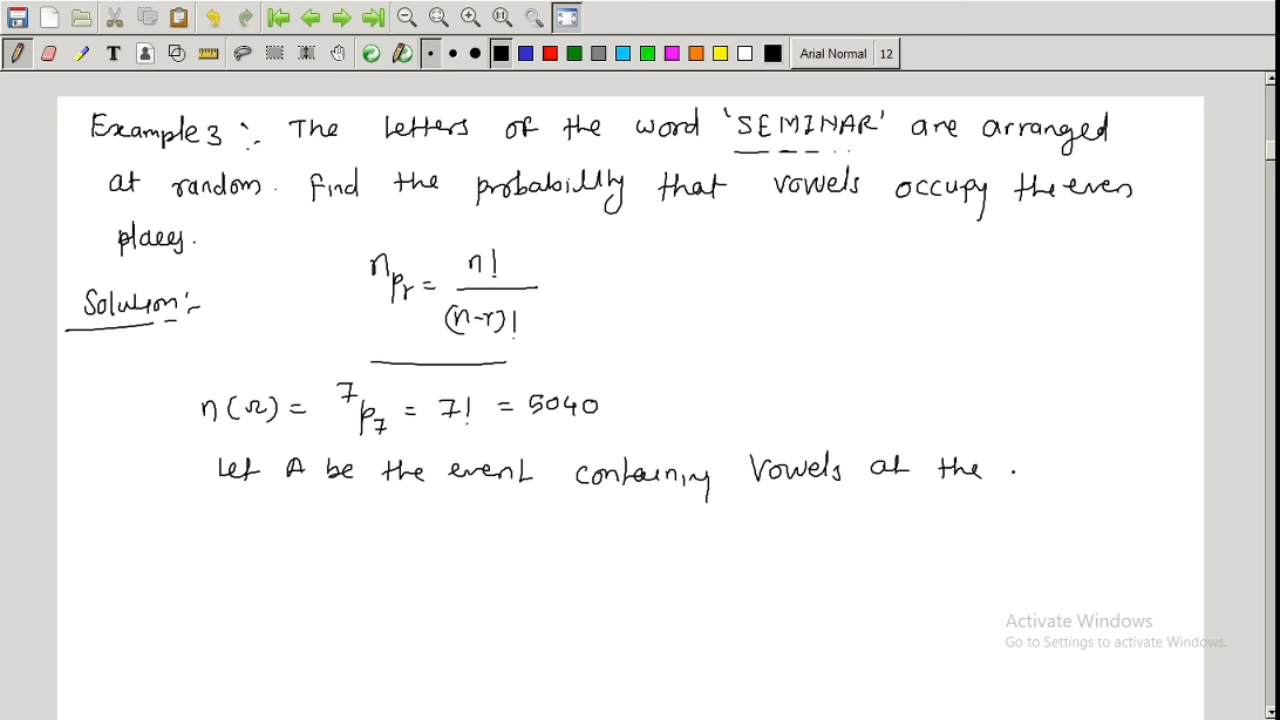 Arial Normal 12
Example 3 :- The letters of the word 'SEMINAR' are arranged
at random. Find the probability that vowels occupy the even
places.
nPr = n! / (n-r)!
Solution :-
n(Ω) = 7P7 = 7! = 5040
Let A be the event containing Vowels at the .
Activate Windows
Go to Settings to activate Windows.